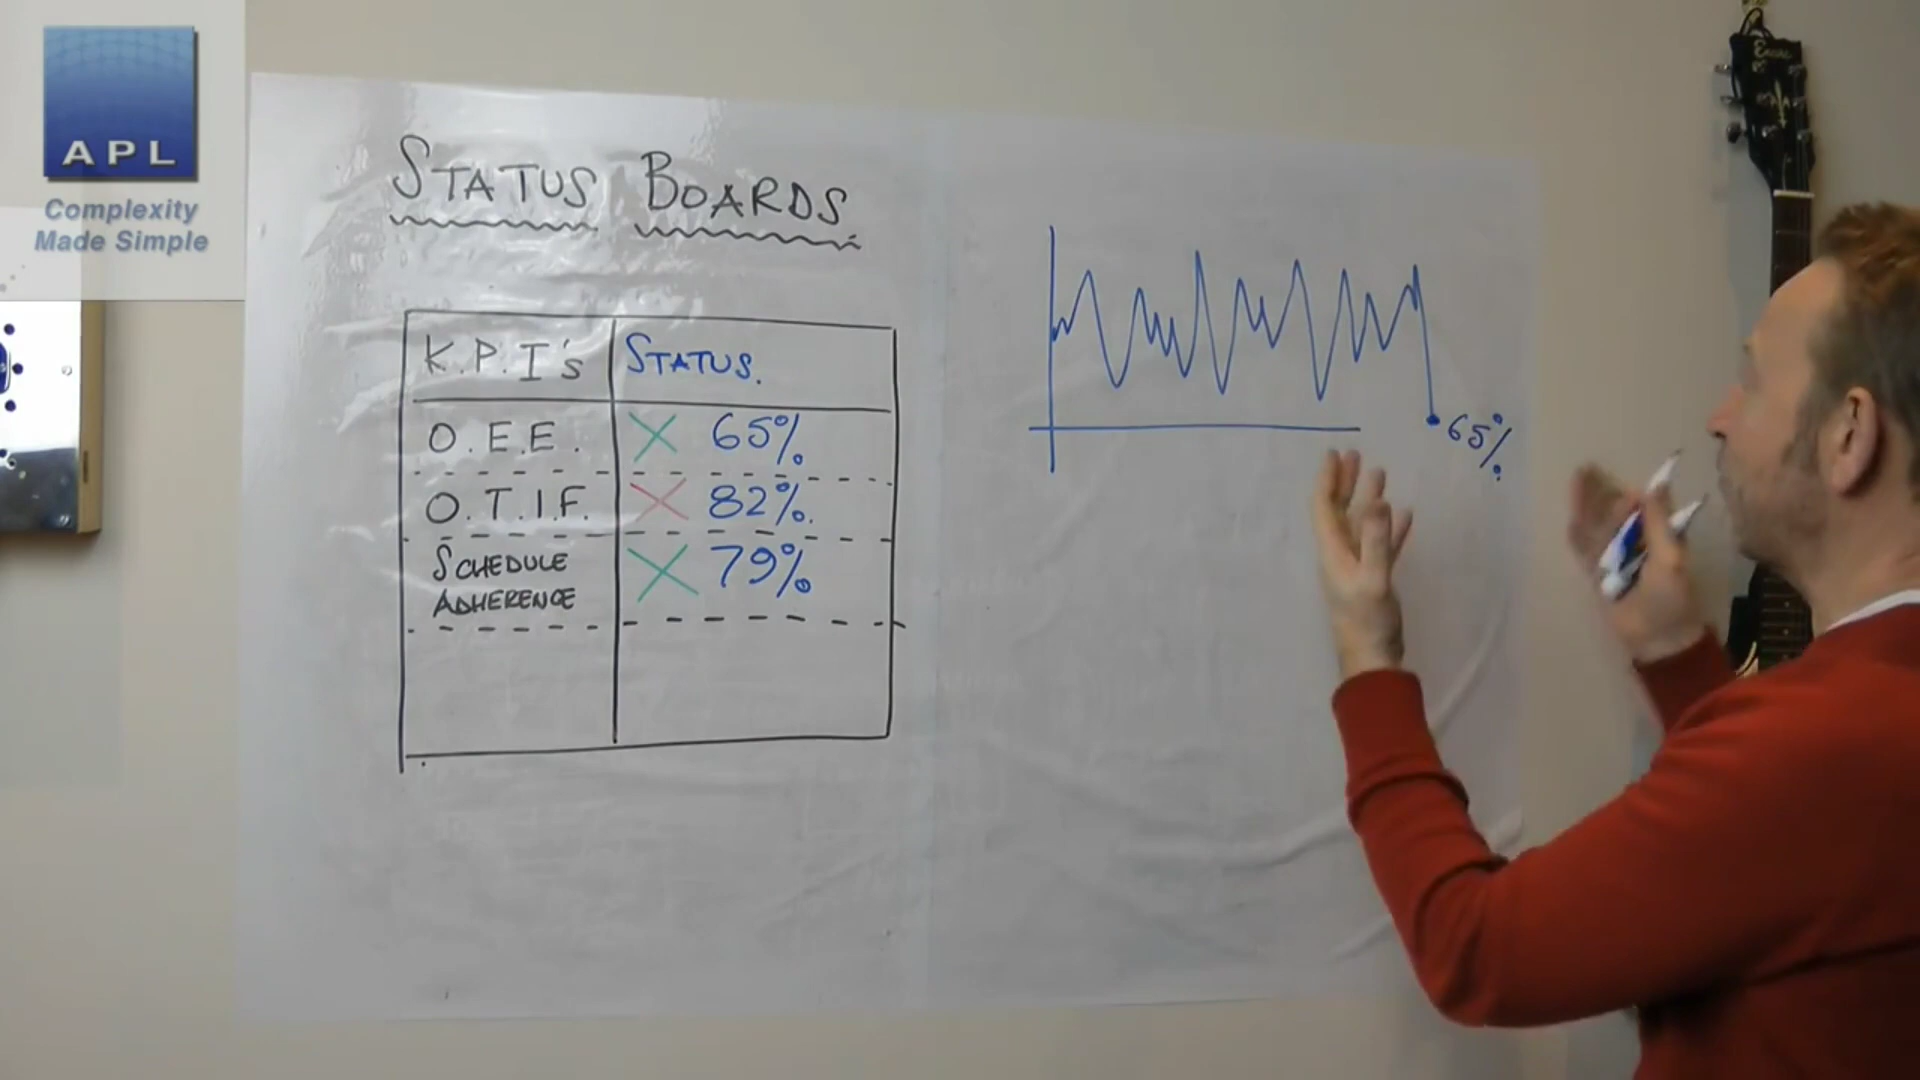 APL
Complexity
Made Simple
STATUS BOARDS
K.P.I's STATUS.
O.E.E. X 65%
O.T.I.F. X 82%.
SCHEDULE
ADHERENCE X 79%
65%